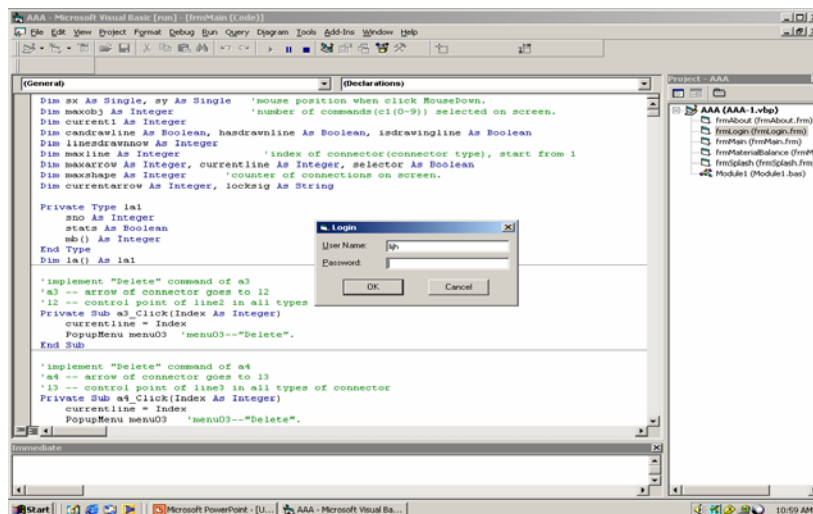 AAA - Microsoft Visual Basic [run] - [frmMain (Code)]
File Edit View Project Format Debug Run Query Diagram Tools Add-Ins Window Help
(General)
(Declarations)
Dim sx As Single, sy As Single 'mouse position when click MouseDown.
Dim maxobj As Integer 'number of commands(c1(0~9)) selected on screen.
Dim current1 As Integer
Dim candrawline As Boolean, hasdrawnline As Boolean, isdrawingline As Boolean
Dim linesdrawnnow As Integer
Dim maxline As Integer 'index of connector(connector type), start from 1
Dim maxarrow As Integer, currentline As Integer, selector As Boolean
Dim maxshape As Integer 'counter of connections on screen.
Dim currentarrow As Integer, locksig As String
Private Type la1
sno As Integer
stats As Boolean
mb() As Integer
End Type
Dim la() As la1
'implement "Delete" command of a3
'a3 -- arrow of connector goes to l2
'l2 -- control point of line2 in all types
Private Sub a3_Click(Index As Integer)
currentline = Index
PopupMenu menu03 'menu03--"Delete".
End Sub
'implement "Delete" command of a4
'a4 -- arrow of connector goes to l3
'l3 -- control point of line3 in all types of connector
Private Sub a4_Click(Index As Integer)
currentline = Index
PopupMenu menu03 'menu03--"Delete".
Login
User Name:
Password:
OK Cancel
Project - AAA
AAA (AAA-1.vbp)
frmAbout (frmAbout.frm)
frmLogin (frmLogin.frm)
frmMain (frmMain.frm)
frmMaterialBalance (frmM
frmSplash (frmSplash.frm
Module1 (Module1.bas)
Immediate
Start
Microsoft PowerPoint - [U...
AAA - Microsoft Visual Ba...
10:59 AM